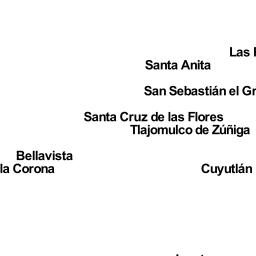 Las
Santa Anita
San Sebastián el Gr
Santa Cruz de las Flores
Tlajomulco de Zúñiga
Bellavista
la Corona
Cuyutlán